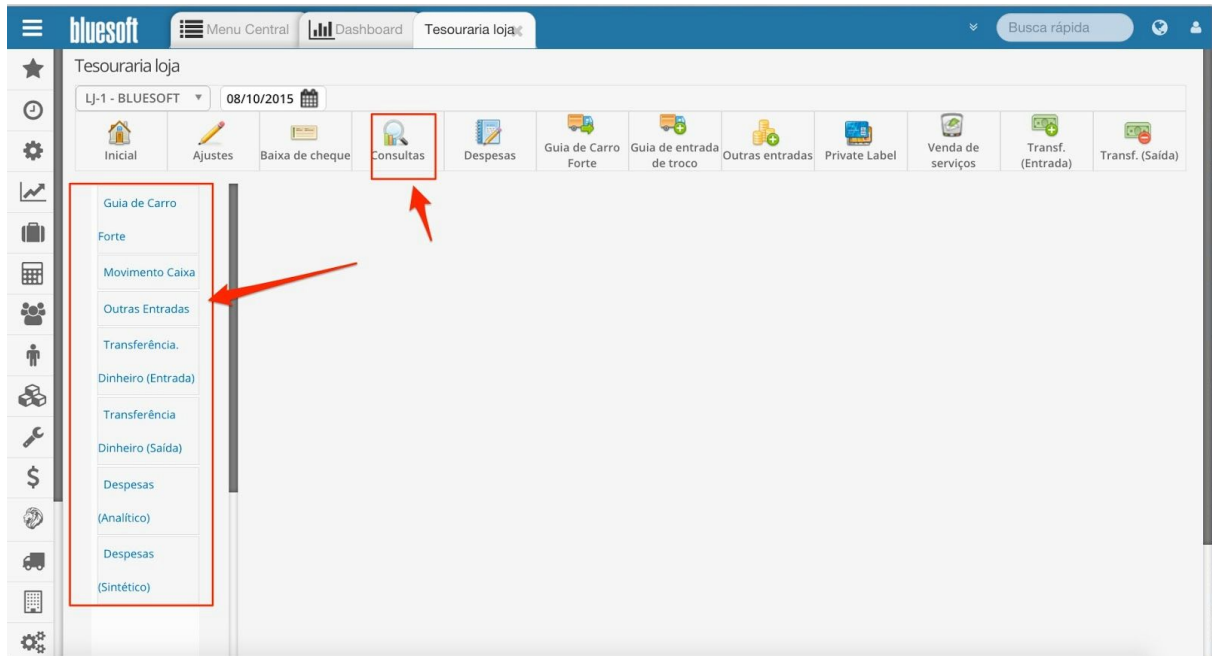 bluesoft
Menu Central
Dashboard
Tesouraria loja
Busca rápida
Tesouraria loja
LJ-1 - BLUESOFT
08/10/2015
Inicial
Ajustes
Baixa de cheque
Consultas
Despesas
Guia de Carro
Forte
Guia de entrada
de troco
Outras entradas
Private Label
Venda de
serviços
Transf.
(Entrada)
Transf. (Saída)
Guia de Carro
Forte
Movimento Caixa
Outras Entradas
Transferência.
Dinheiro (Entrada)
Transferência
Dinheiro (Saída)
Despesas
(Analítico)
Despesas
(Sintético)